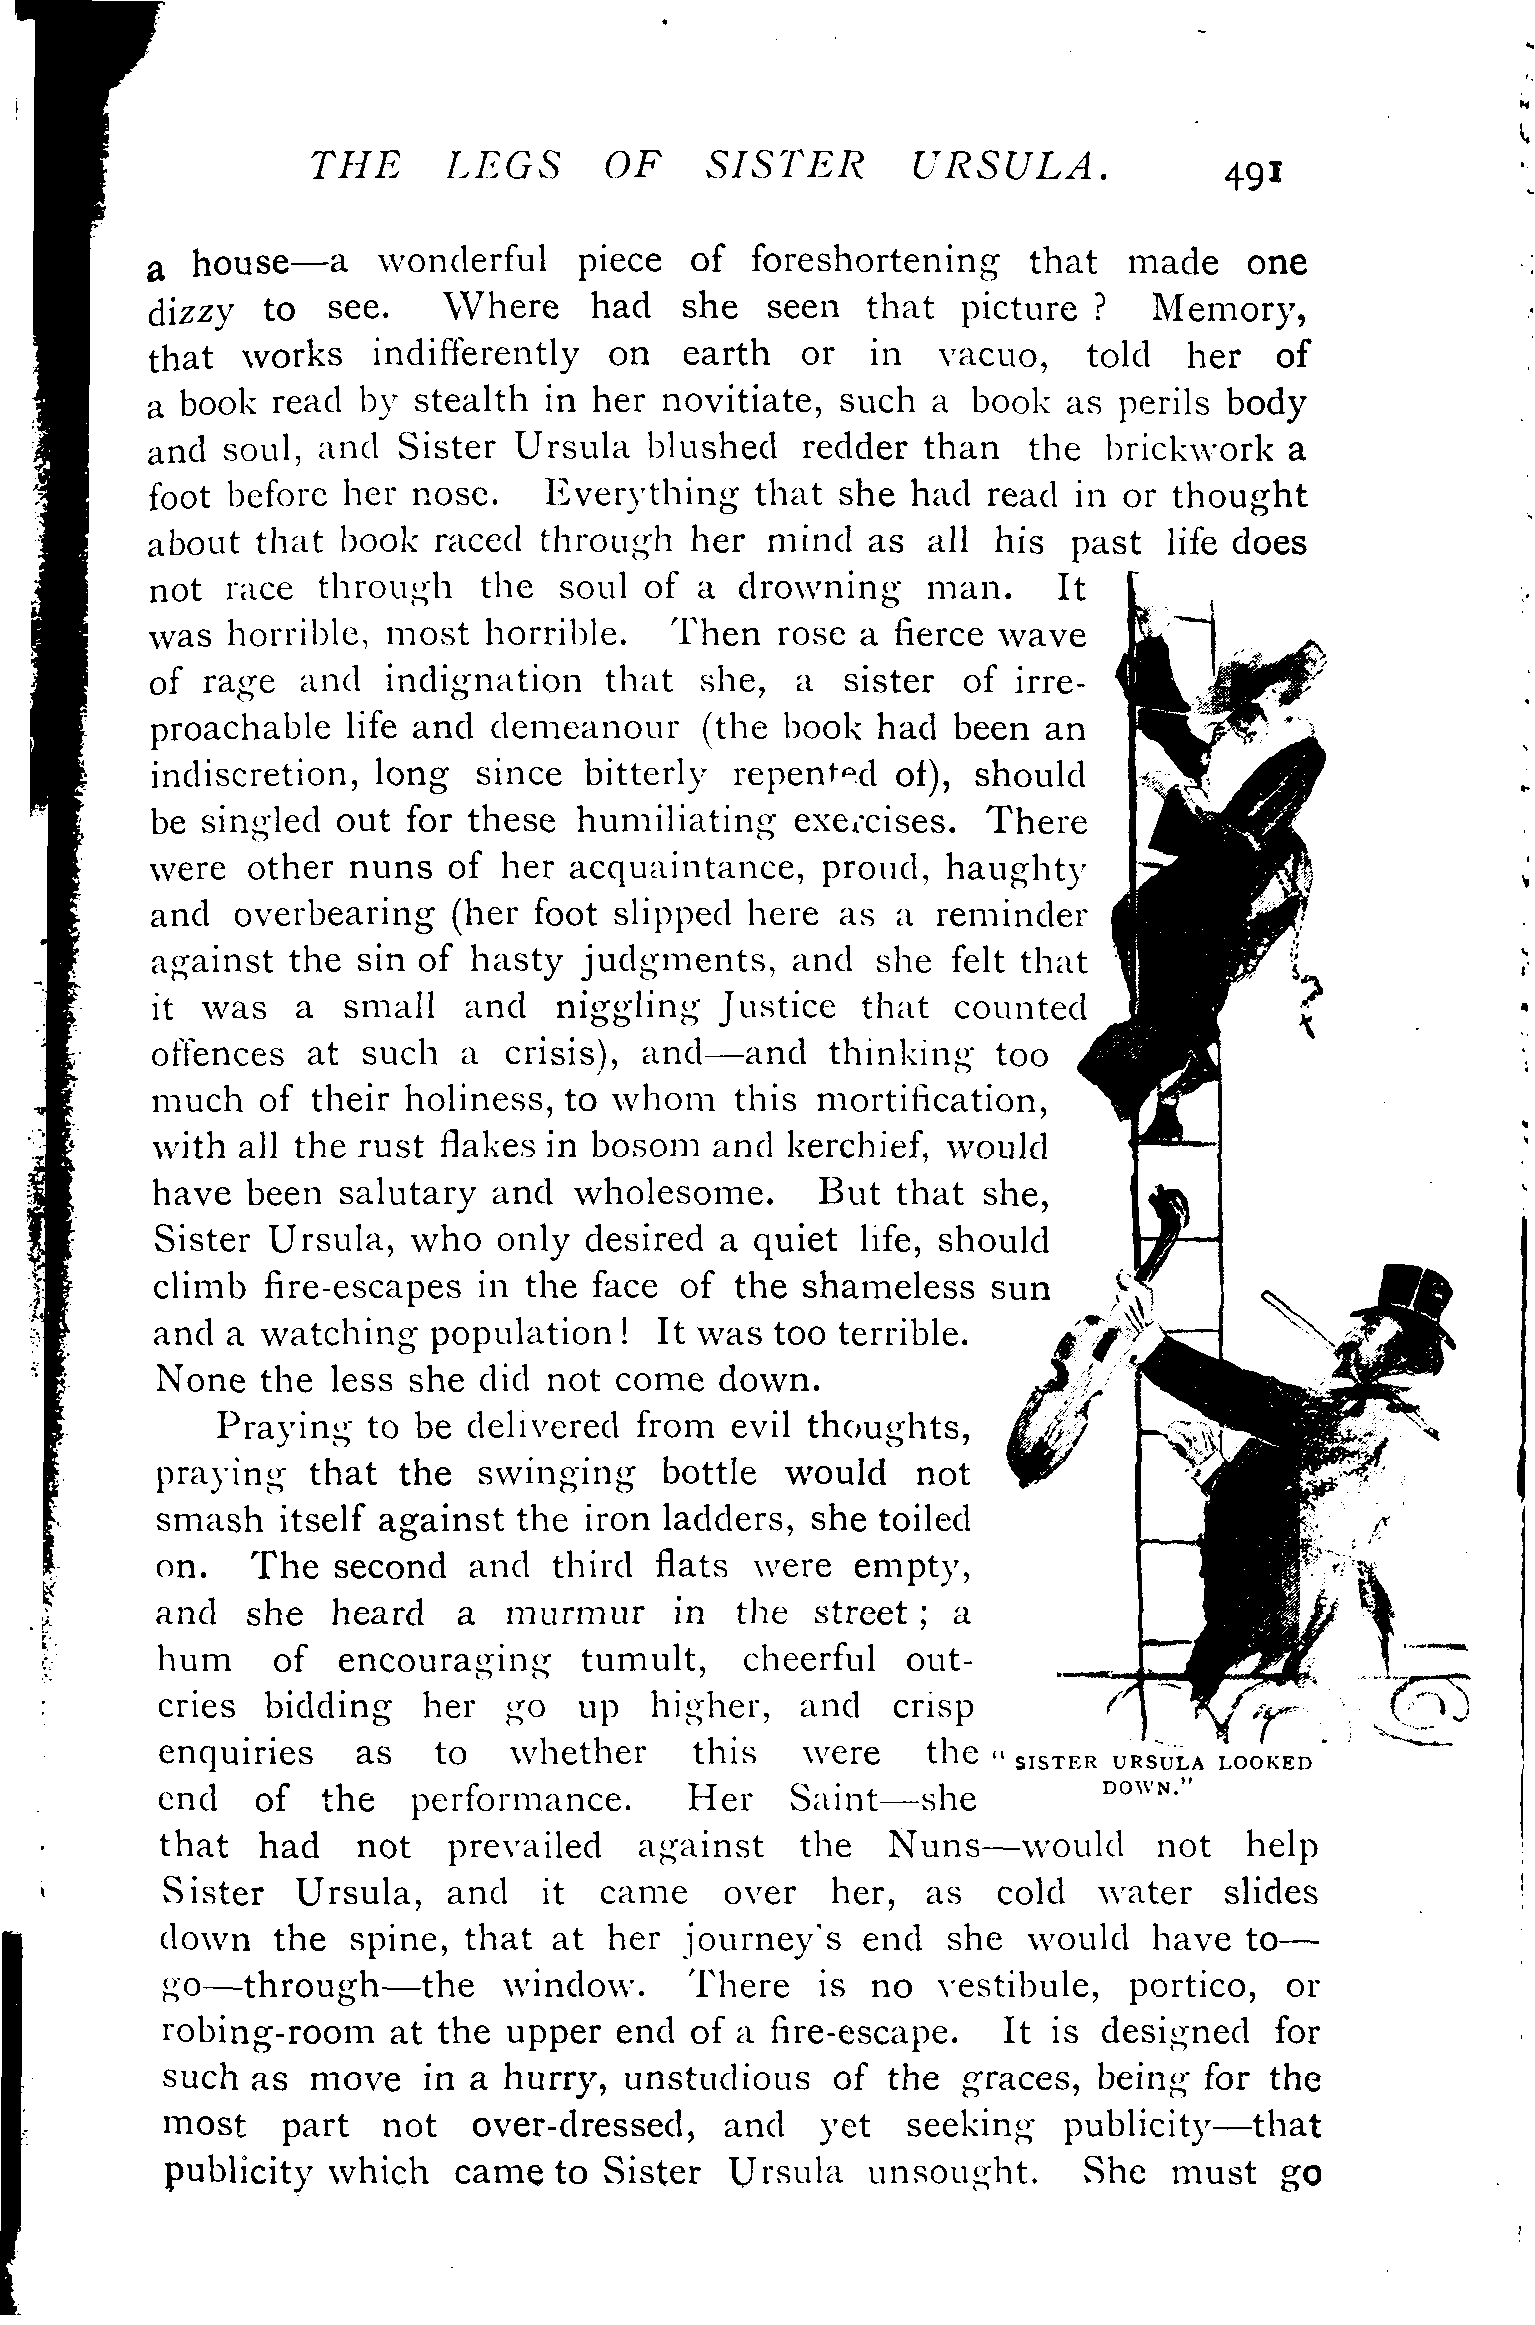 THE LEGS OF SISTER URSULA. 491
a house—a wonderful piece of foreshortening that made one
dizzy to see. Where had she seen that picture ? Memory,
that works indifferently on earth or in vacuo, told her of
a book read by stealth in her novitiate, such a book as perils body
and soul, and Sister Ursula blushed redder than the brickwork a
foot before her nose. Everything that she had read in or thought
about that book raced through her mind as all his past life does
not race through the soul of a drowning man. It
was horrible, most horrible. Then rose a fierce wave
of rage and indignation that she, a sister of irre-
proachable life and demeanour (the book had been an
indiscretion, long since bitterly repented of), should
be singled out for these humiliating exercises. There
were other nuns of her acquaintance, proud, haughty
and overbearing (her foot slipped here as a reminder
against the sin of hasty judgments, and she felt that
it was a small and niggling Justice that counted
offences at such a crisis), and—and thinking too
much of their holiness, to whom this mortification,
with all the rust flakes in bosom and kerchief, would
have been salutary and wholesome. But that she,
Sister Ursula, who only desired a quiet life, should
climb fire-escapes in the face of the shameless sun
and a watching population ! It was too terrible.
None the less she did not come down.
Praying to be delivered from evil thoughts,
praying that the swinging bottle would not
smash itself against the iron ladders, she toiled
on. The second and third flats were empty,
and she heard a murmur in the street ; a
hum of encouraging tumult, cheerful out-
cries bidding her go up higher, and crisp
enquiries as to whether this were the
end of the performance. Her Saint—she
that had not prevailed against the Nuns—would not help
Sister Ursula, and it came over her, as cold water slides
down the spine, that at her journey's end she would have to—
go—through—the window. There is no vestibule, portico, or
robing-room at the upper end of a fire-escape. It is designed for
such as move in a hurry, unstudious of the graces, being for the
most part not over-dressed, and yet seeking publicity—that
publicity which came to Sister Ursula unsought. She must go
"SISTER URSULA LOOKED
DOWN."